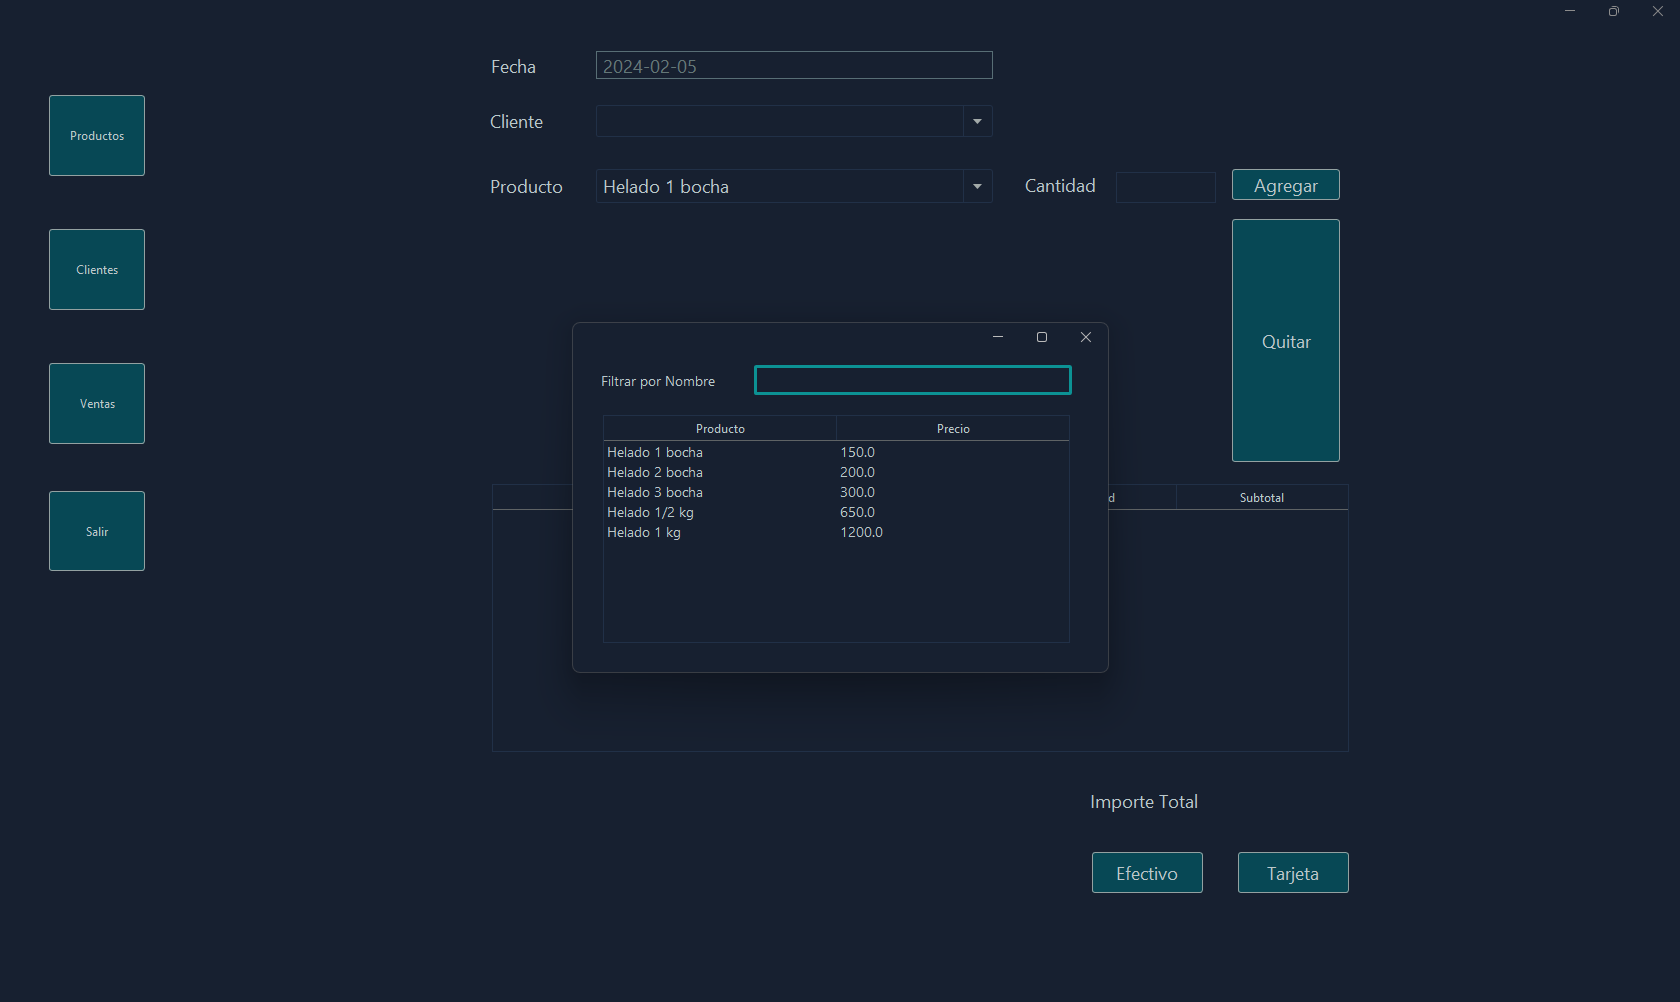 Fecha 2024-02-05
Productos
Cliente
Producto Helado 1 bocha Cantidad Agregar
Clientes
Quitar
Filtrar por Nombre
Ventas
Producto Precio
Helado 1 bocha 150.0
Helado 2 bocha 200.0
Helado 3 bocha 300.0
Helado 1/2 kg 650.0
Helado 1 kg 1200.0
d Subtotal
Salir
Importe Total
Efectivo Tarjeta